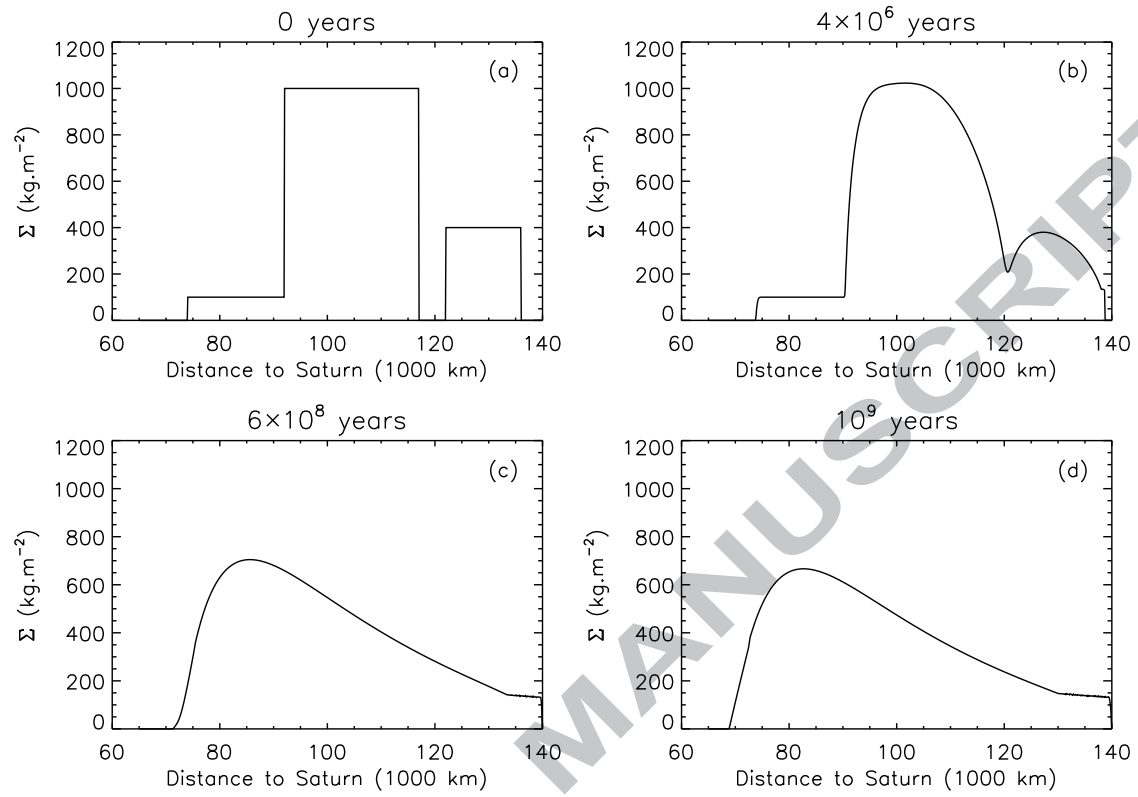 0 years
(a)
1200
1000
800
600
400
200
0
Σ (kg.m⁻²)
60 80 100 120 140
Distance to Saturn (1000 km)
4×10⁶ years
(b)
1200
1000
800
600
400
200
0
Σ (kg.m⁻²)
60 80 100 120 140
Distance to Saturn (1000 km)
6×10⁸ years
(c)
1200
1000
800
600
400
200
0
Σ (kg.m⁻²)
60 80 100 120 140
Distance to Saturn (1000 km)
10⁹ years
(d)
1200
1000
800
600
400
200
0
Σ (kg.m⁻²)
60 80 100 120 140
Distance to Saturn (1000 km)
MANUSCRIPT